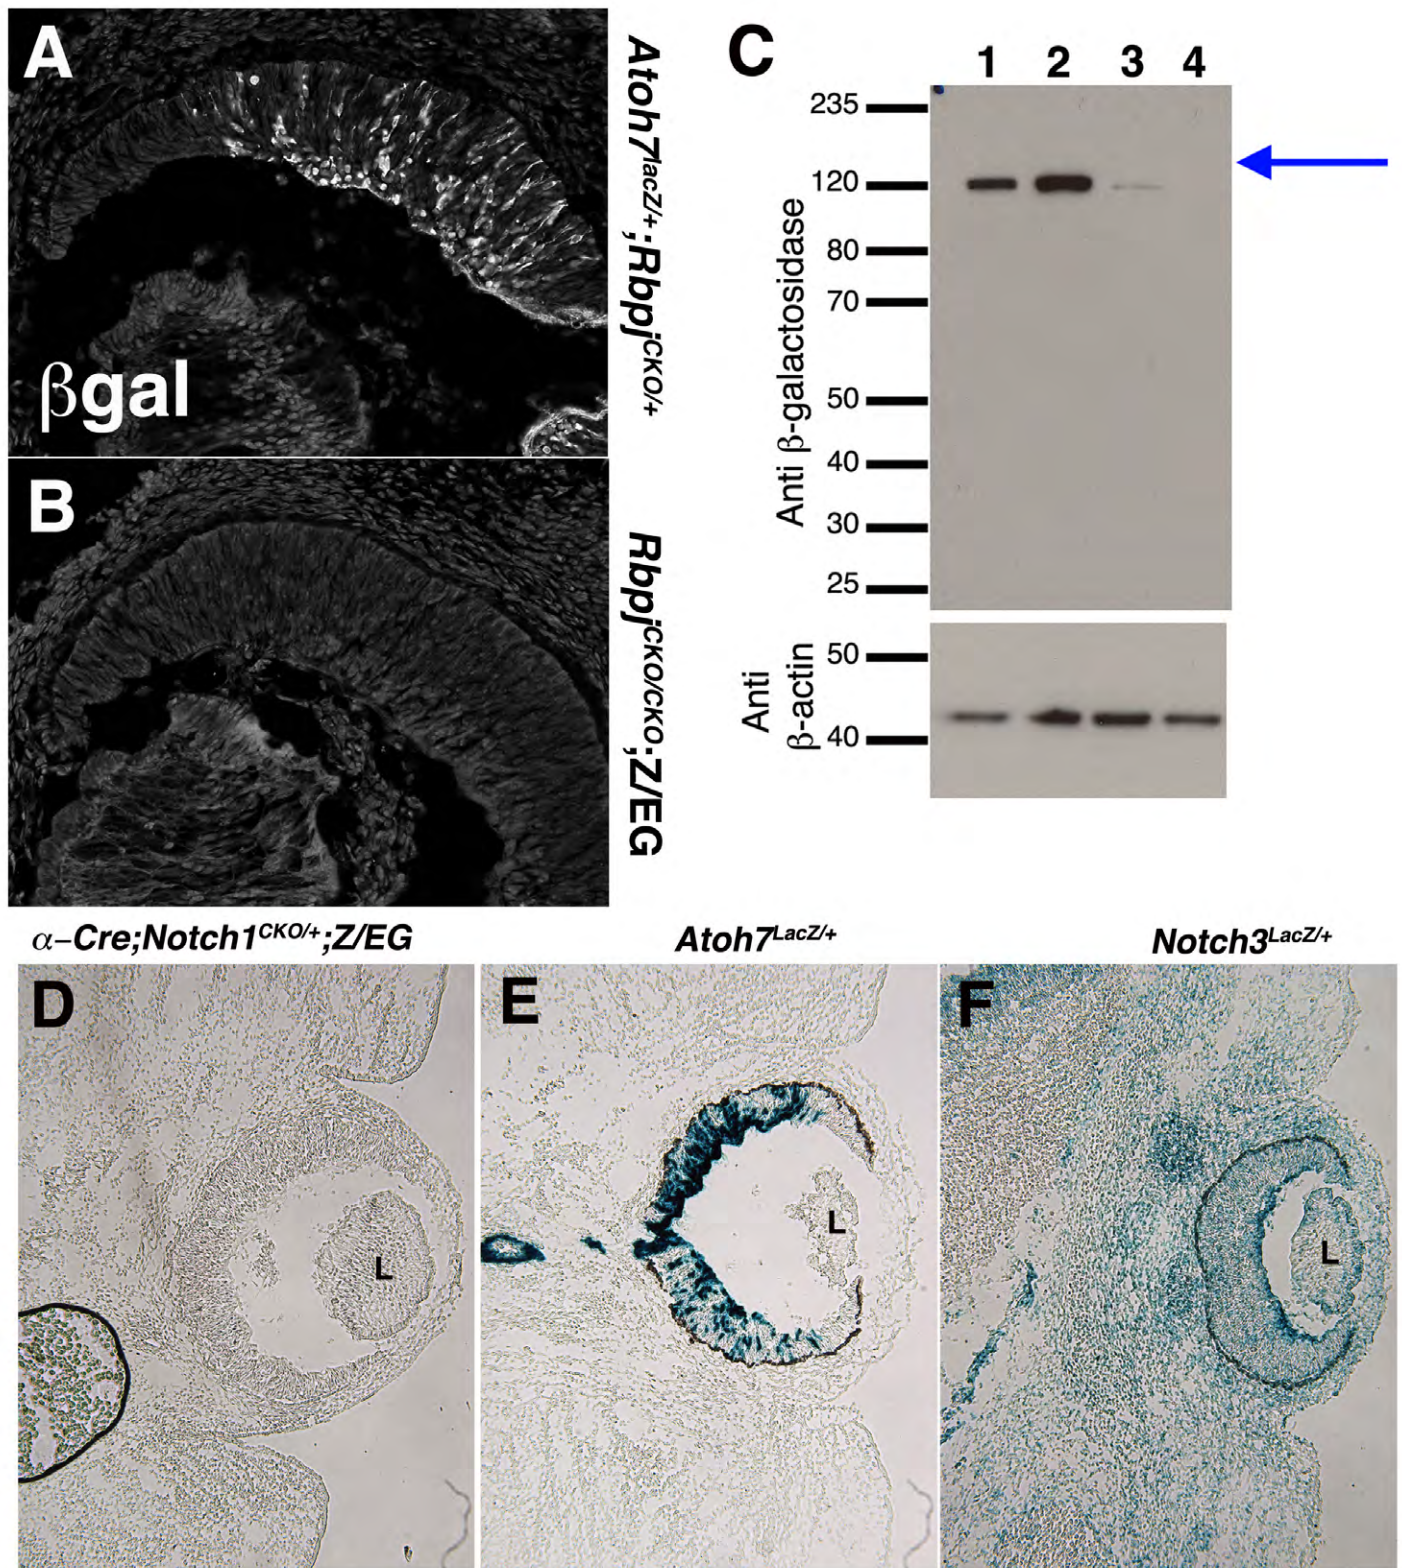 A
βgal
Atoh7lacZ/+;RbpjCKO/+
B
RbpjCKO/CKO;Z/EG
C
1 2 3 4
235
120
80
70
50
40
30
25
Anti β-galactosidase
50
40
Anti
β-actin
α–Cre;Notch1CKO/+;Z/EG
Atoh7LacZ/+
Notch3LacZ/+
D
L
E
L
F
L